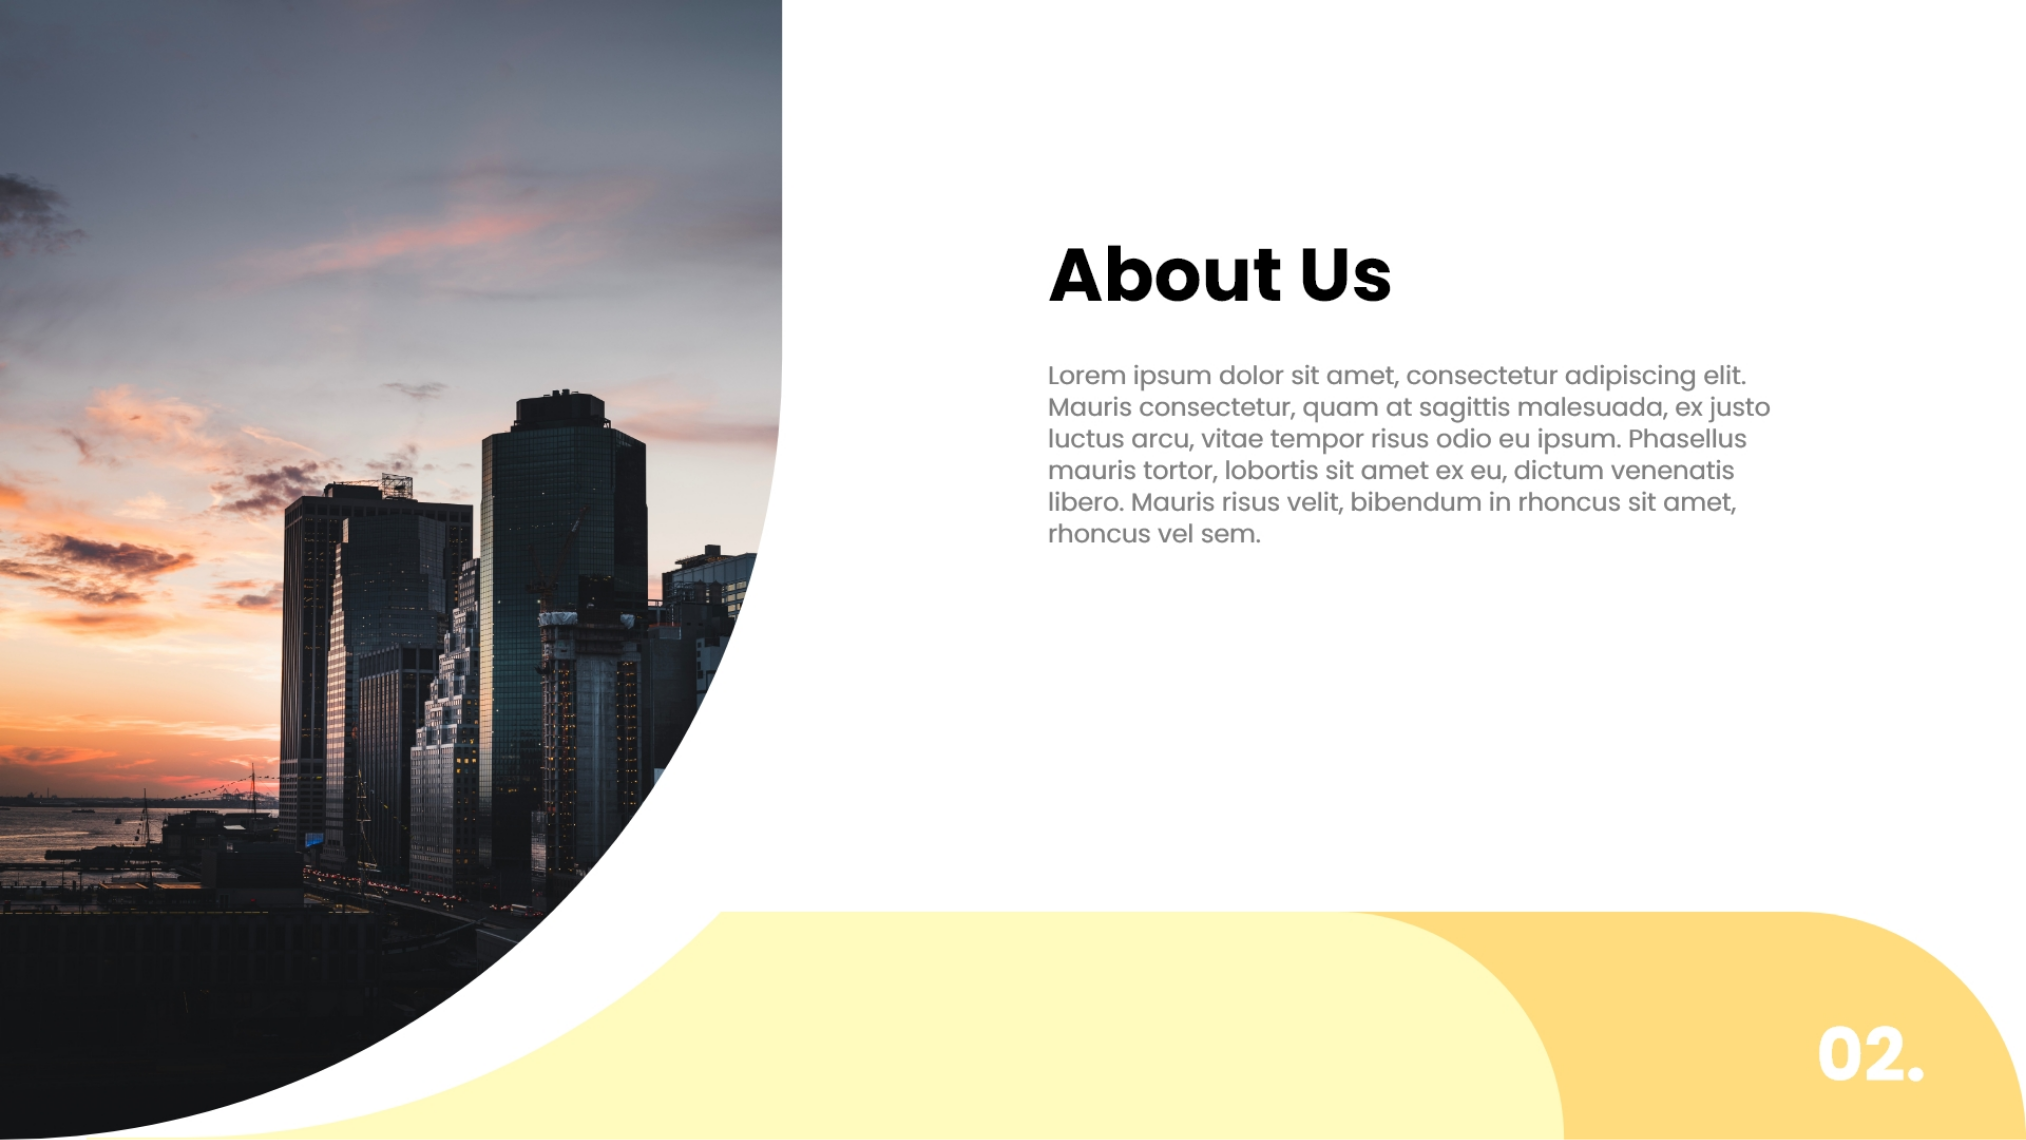 About Us
Lorem ipsum dolor sit amet, consectetur adipiscing elit.
Mauris consectetur, quam at sagittis malesuada, ex justo
luctus arcu, vitae tempor risus odio eu ipsum. Phasellus
mauris tortor, lobortis sit amet ex eu, dictum venenatis
libero. Mauris risus velit, bibendum in rhoncus sit amet,
rhoncus vel sem.
02.